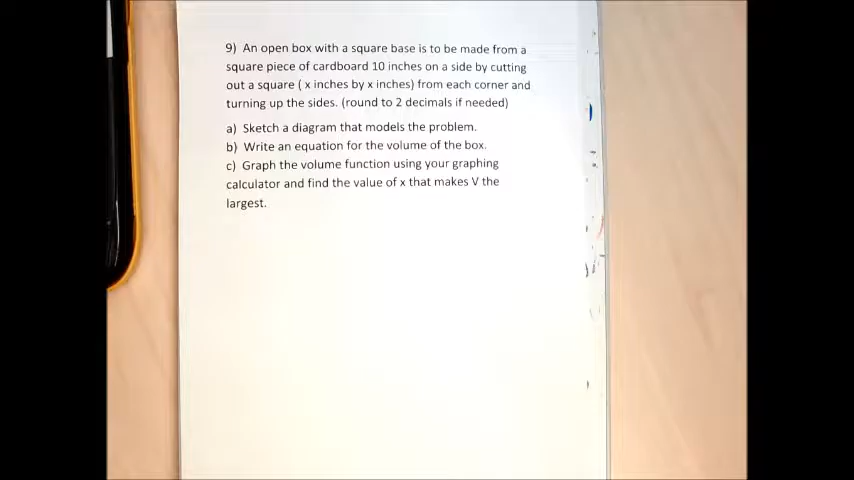 9) An open box with a square base is to be made from a
square piece of cardboard 10 inches on a side by cutting
out a square ( x inches by x inches) from each corner and
turning up the sides. (round to 2 decimals if needed)
a) Sketch a diagram that models the problem.
b) Write an equation for the volume of the box.
c) Graph the volume function using your graphing
calculator and find the value of x that makes V the
largest.